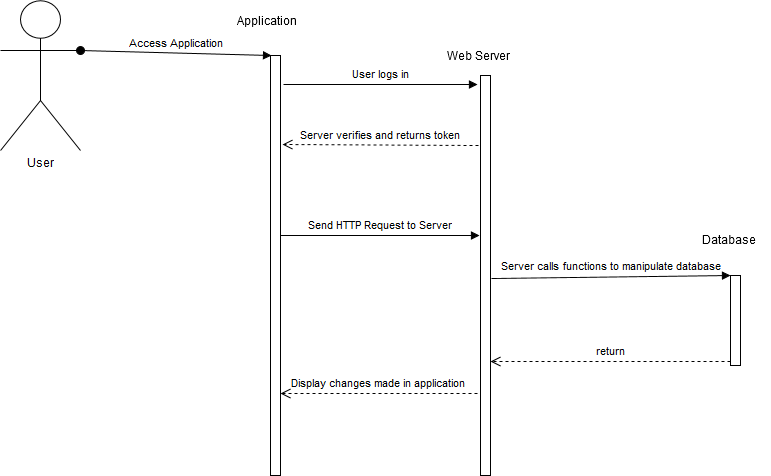 Application
Access Application
Web Server
User logs in
Server verifies and returns token
User
Send HTTP Request to Server
Database
Server calls functions to manipulate database
return
Display changes made in application